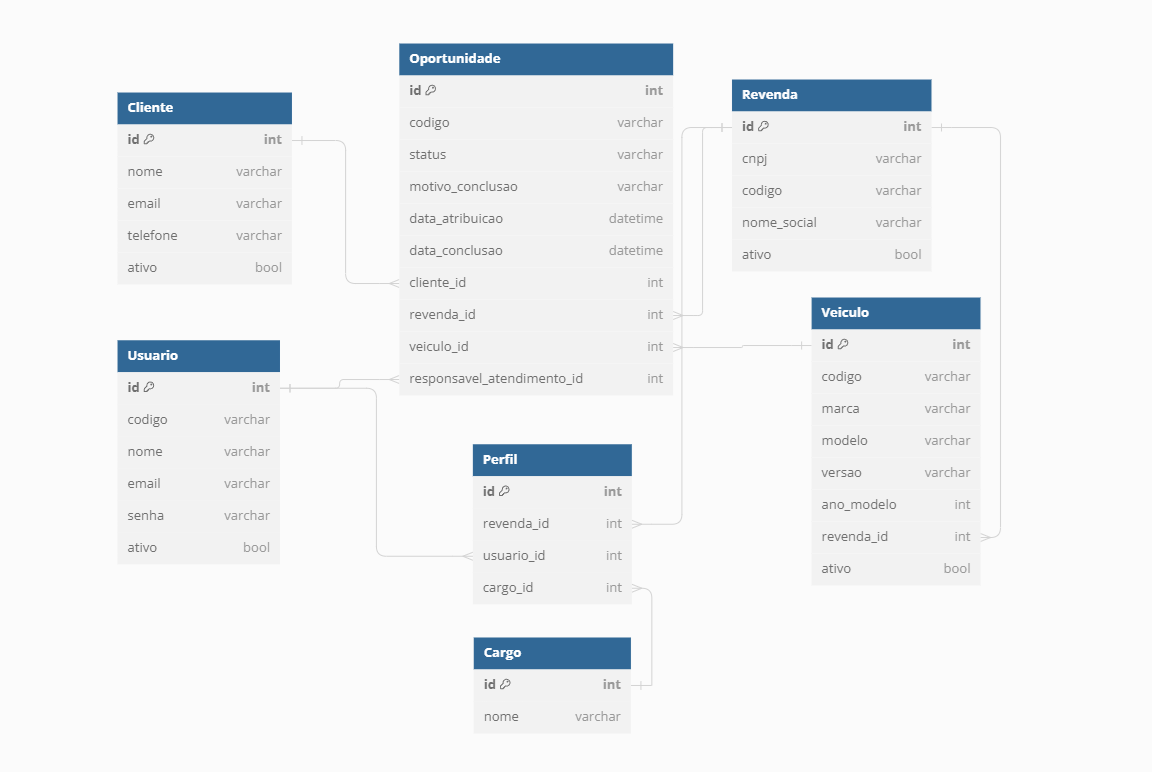 Cliente
id int
nome varchar
email varchar
telefone varchar
ativo bool
Oportunidade
id int
codigo varchar
status varchar
motivo_conclusao varchar
data_atribuicao datetime
data_conclusao datetime
cliente_id int
revenda_id int
veiculo_id int
responsavel_atendimento_id int
Revenda
id int
cnpj varchar
codigo varchar
nome_social varchar
ativo bool
Usuario
id int
codigo varchar
nome varchar
email varchar
senha varchar
ativo bool
Veiculo
id int
codigo varchar
marca varchar
modelo varchar
versao varchar
ano_modelo int
revenda_id int
ativo bool
Perfil
id int
revenda_id int
usuario_id int
cargo_id int
Cargo
id int
nome varchar